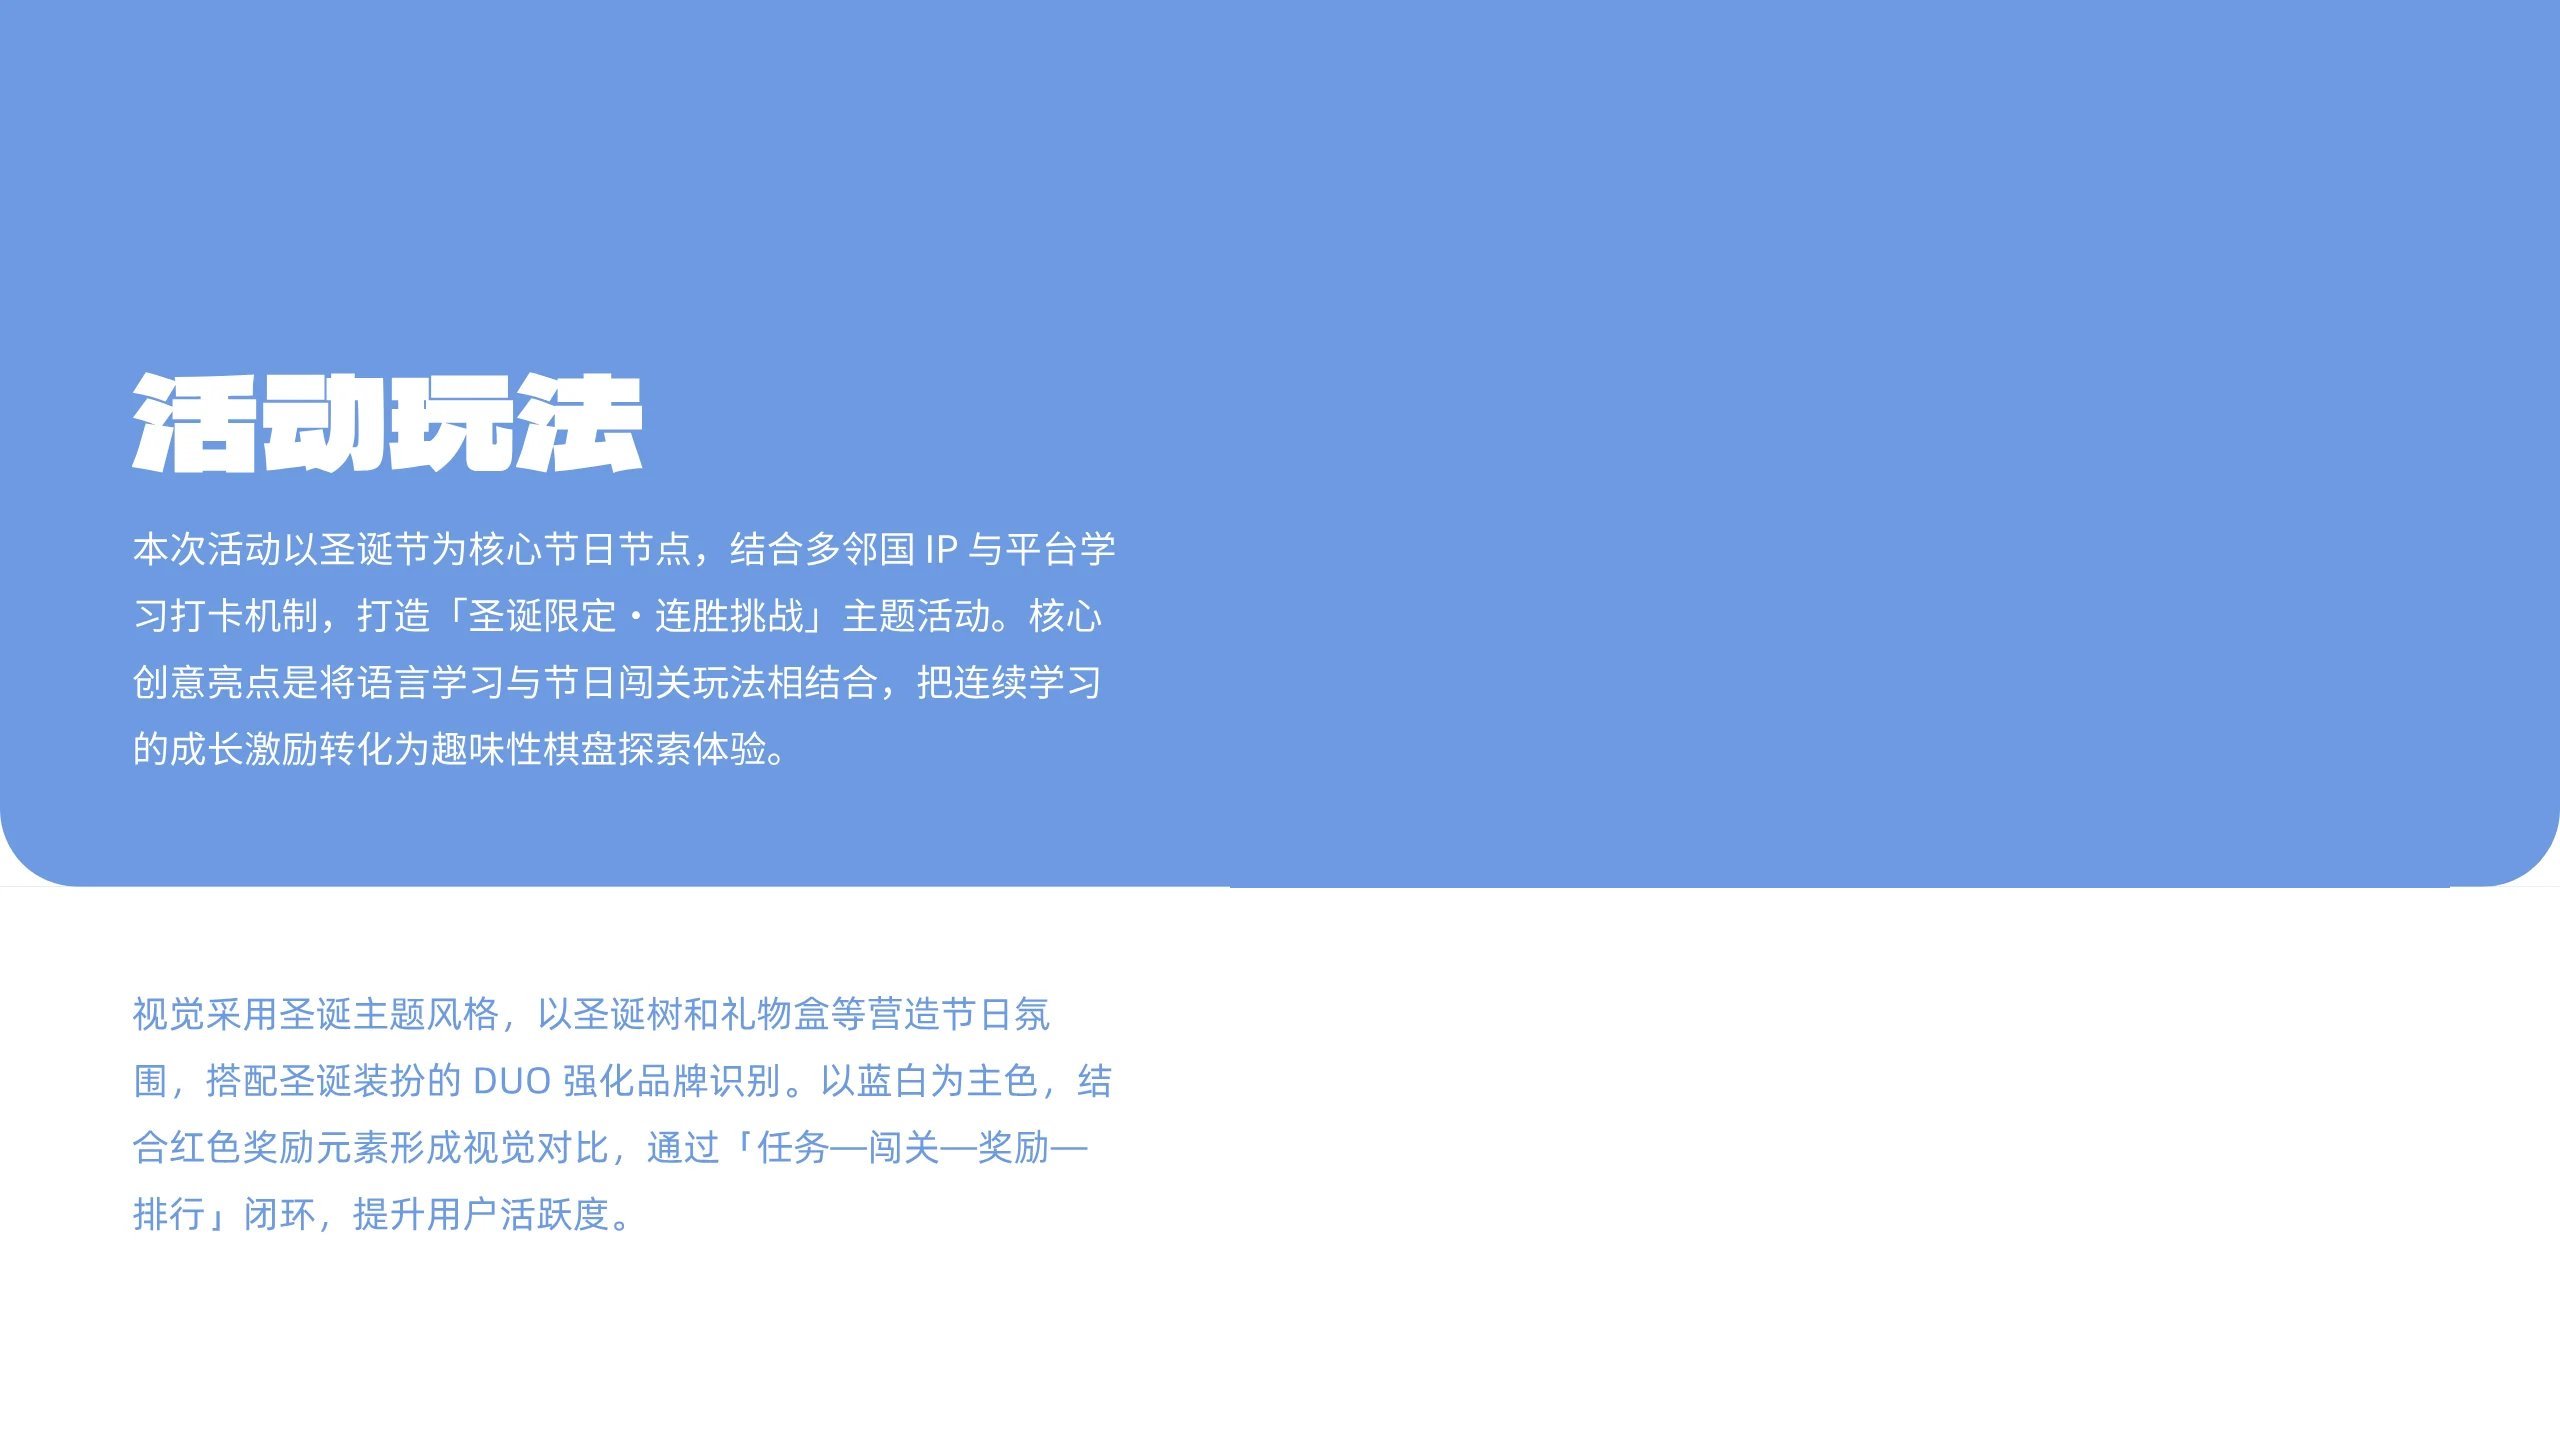 活动玩法
本次活动以圣诞节为核心节日节点，结合多邻国 IP 与平台学
习打卡机制，打造「圣诞限定·连胜挑战」主题活动。核心
创意亮点是将语言学习与节日闯关玩法相结合，把连续学习
的成长激励转化为趣味性棋盘探索体验。
视觉采用圣诞主题风格，以圣诞树和礼物盒等营造节日氛
围，搭配圣诞装扮的 DUO 强化品牌识别。以蓝白为主色，结
合红色奖励元素形成视觉对比，通过「任务—闯关—奖励—
排行」闭环，提升用户活跃度。